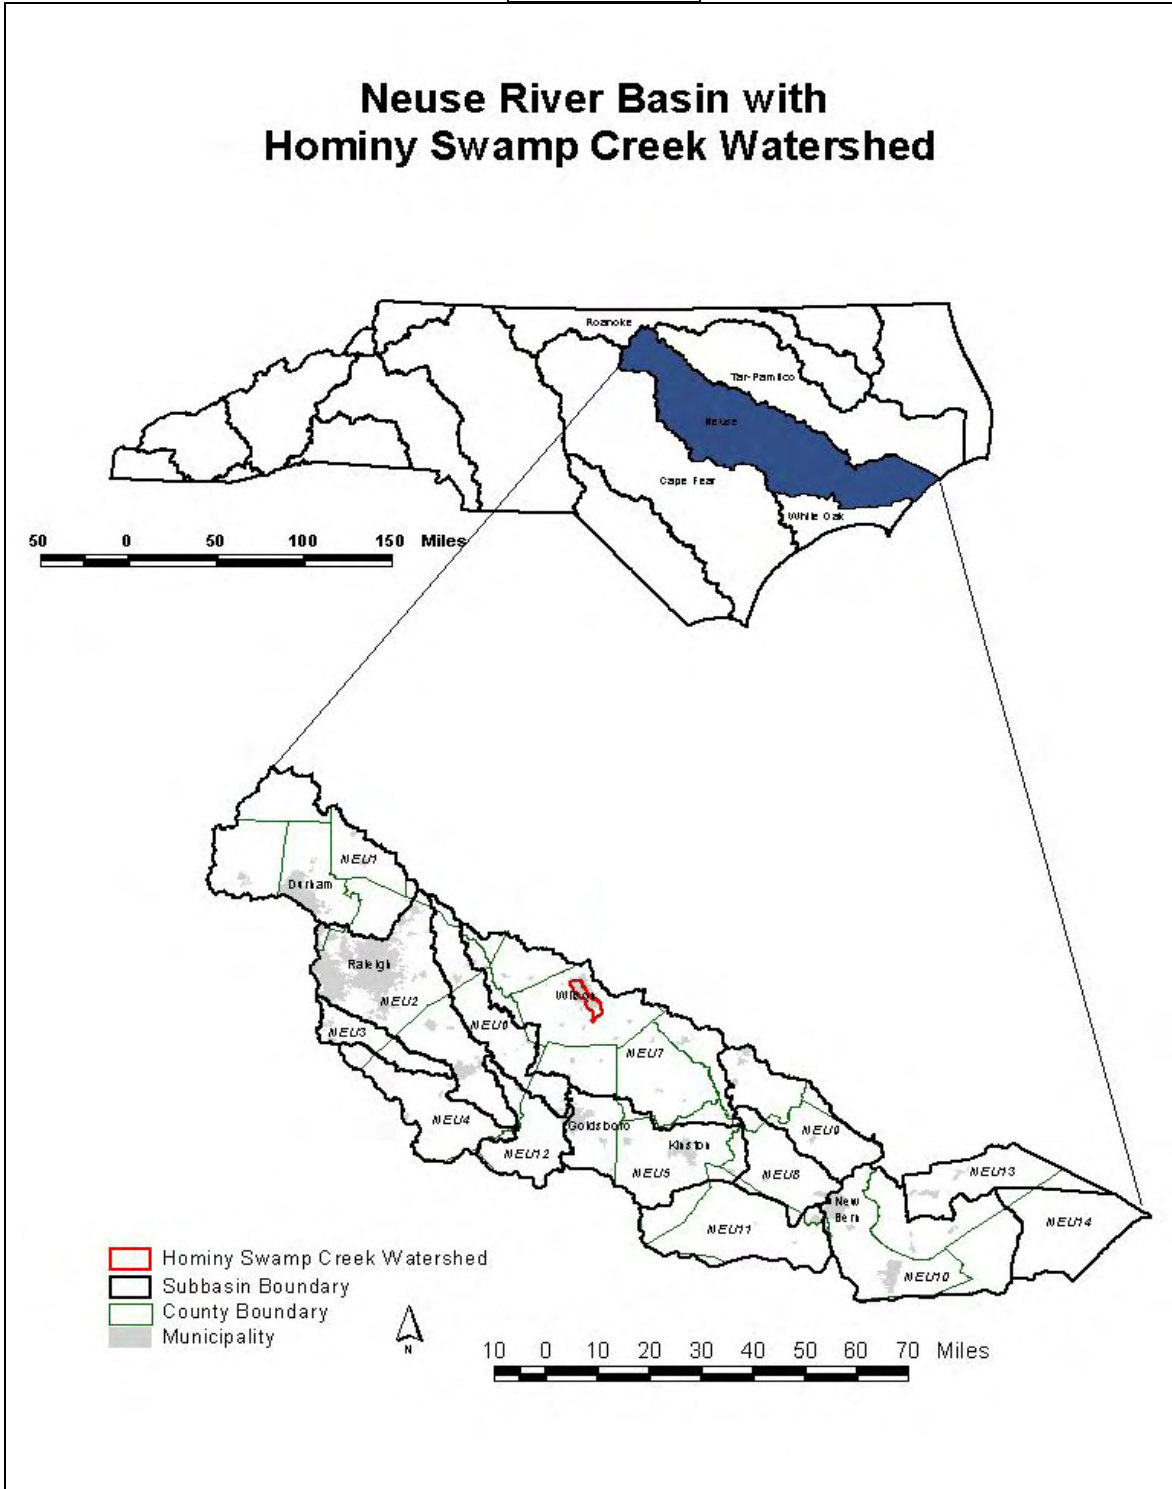 Neuse River Basin with
Hominy Swamp Creek Watershed
Roanoke
Tar-Pamlico
Neuse
Cape Fear
White Oak
50 0 50 100 150 Miles
NEU1
Durham
Raleigh
NEU2
Wilson
NEU6
NEU3
NEU7
NEU4
Goldsboro
NEU9
Kinston
NEU12
NEU5
NEU8
NEU13
New
Bern
NEU14
NEU11
NEU10
Hominy Swamp Creek Watershed
Subbasin Boundary
County Boundary
Municipality
N
10 0 10 20 30 40 50 60 70 Miles